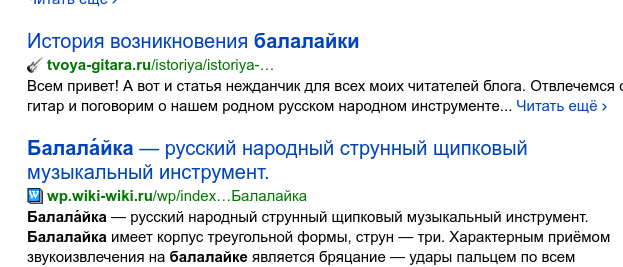 Читать ещё ›
История возникновения балалайки
tvoya-gitara.ru/istoriya/istoriya-…
Всем привет! А вот и статья нежданчик для всех моих читателей блога. Отвлечемся с
гитар и поговорим о нашем родном русском народном инструменте... Читать ещё ›
Балала́йка — русский народный струнный щипковый
музыкальный инструмент.
W wp.wiki-wiki.ru/wp/index…Балалайка
Балала́йка — русский народный струнный щипковый музыкальный инструмент.
Балалайка имеет корпус треугольной формы, струн — три. Характерным приёмом
звукоизвлечения на балалайке является бряцание — удары пальцем по всем